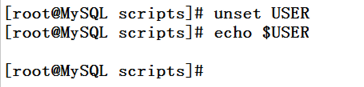 [root@MySQL scripts]# unset USER
[root@MySQL scripts]# echo $USER
[root@MySQL scripts]#